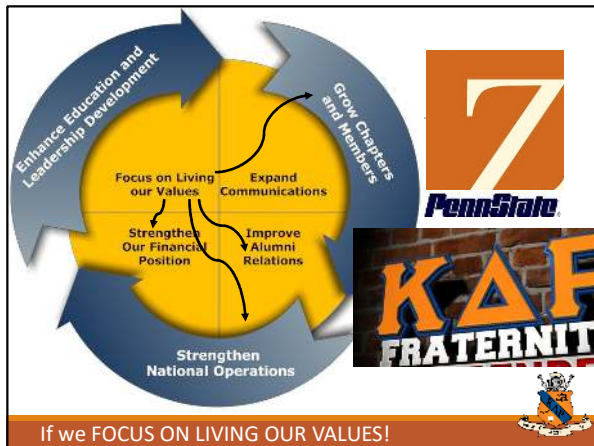 Enhance Education and
Leadership Development
Grow Chapters
and Members
Focus on Living
our Values
Expand
Communications
Strengthen
Our Financial
Position
Improve
Alumni
Relations
Strengthen
National Operations
7
PennState
ΚΔΡ
FRATERNIT
If we FOCUS ON LIVING OUR VALUES!